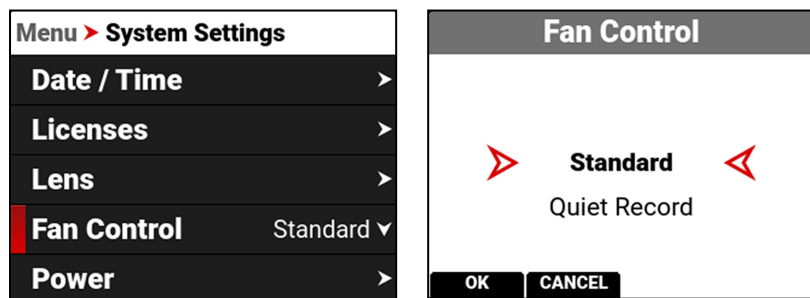 Menu > System Settings
Date / Time >
Licenses >
Lens >
Fan Control Standard
Power >
Fan Control
Standard
Quiet Record
OK CANCEL